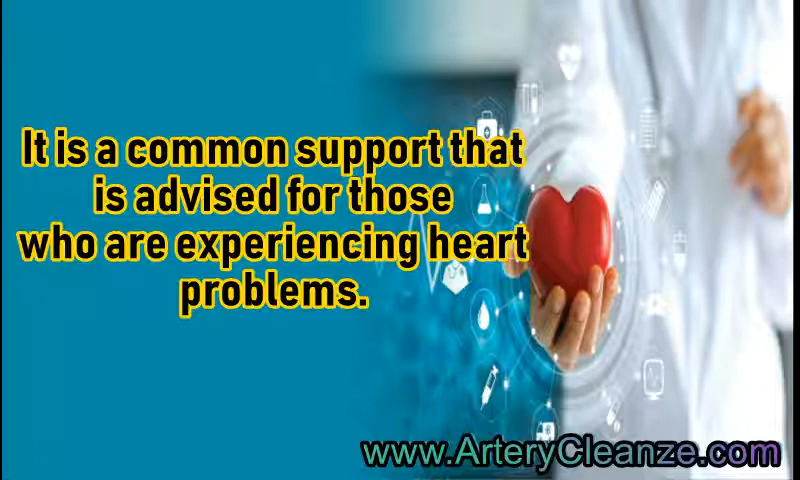 It is a common support that
is advised for those
who are experiencing heart
problems.
www.ArteryCleanze.com